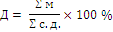 Д = Σ м / Σ с. д. × 100 %